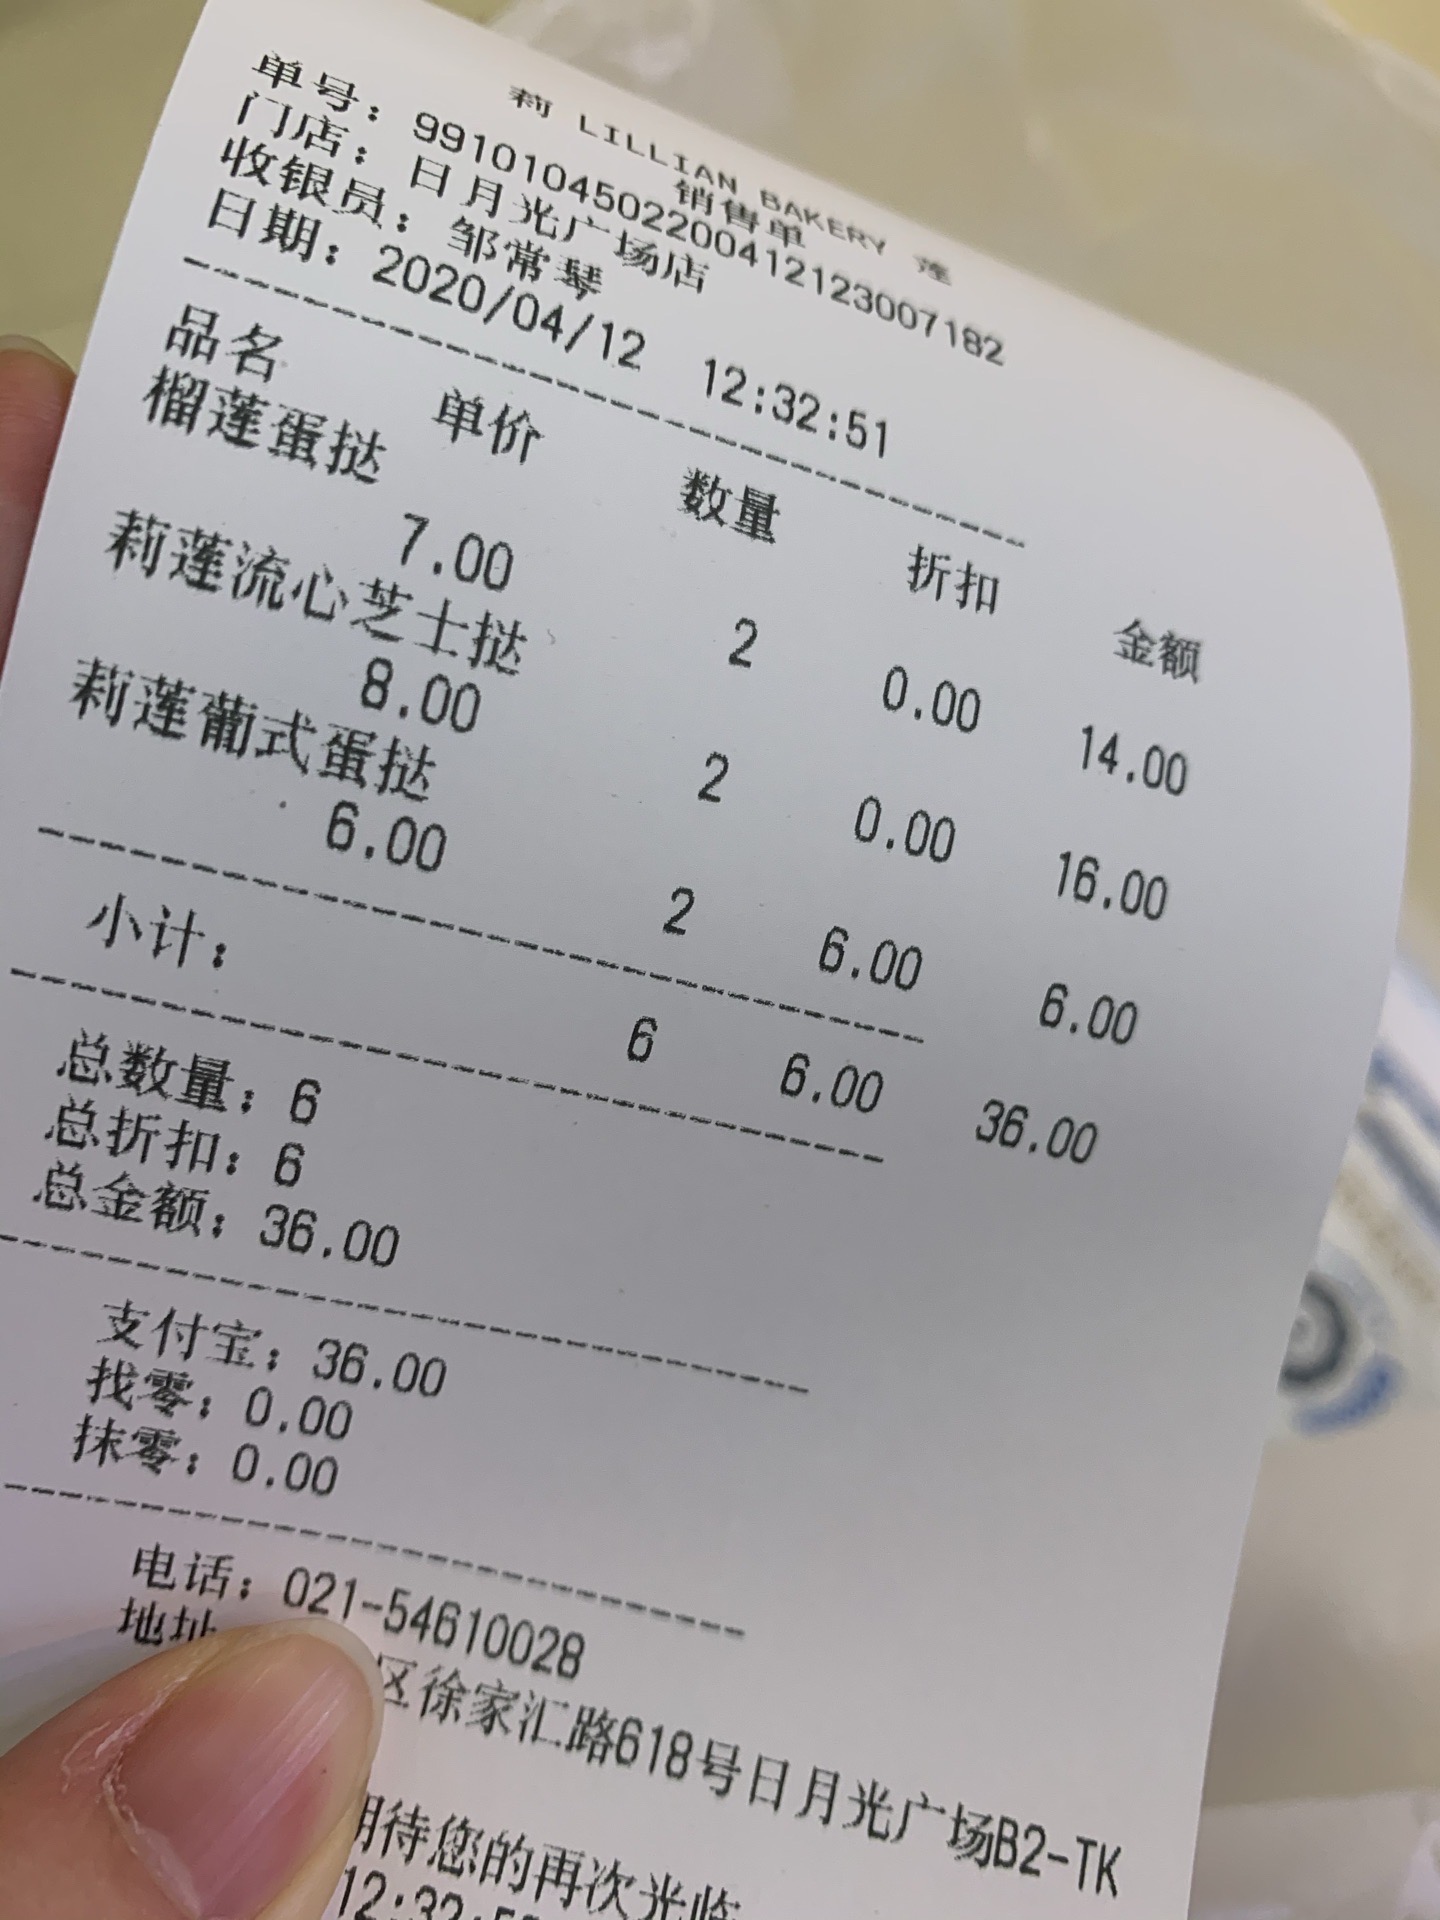 莉 LILLIAN BAKERY 莲
销售单
单号：991010450220041212300​7182
门店：日月光广场店
收银员：邹常琴
日期：2020/04/12 12:32:51
品名 单价 数量 折扣 金额
榴莲蛋挞
7.00 2 0.00 14.00
莉莲流心芝士挞
8.00 2 0.00 16.00
莉莲葡式蛋挞
6.00 2 6.00 6.00
小计： 6 6.00 36.00
总数量：6
总折扣：6
总金额：36.00
支付宝：36.00
找零：0.00
抹零：0.00
电话：021-54610028
地址 区徐家汇路618号日月光广场B2-TK
期待您的再次光临
12:32:5